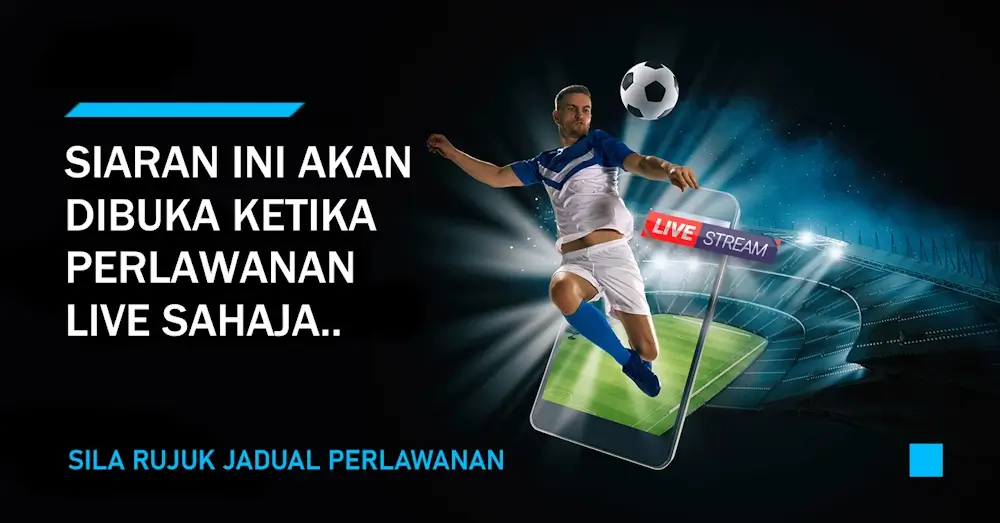 SIARAN INI AKAN
DIBUKA KETIKA
PERLAWANAN
LIVE SAHAJA..
LIVE STREAM
SILA RUJUK JADUAL PERLAWANAN